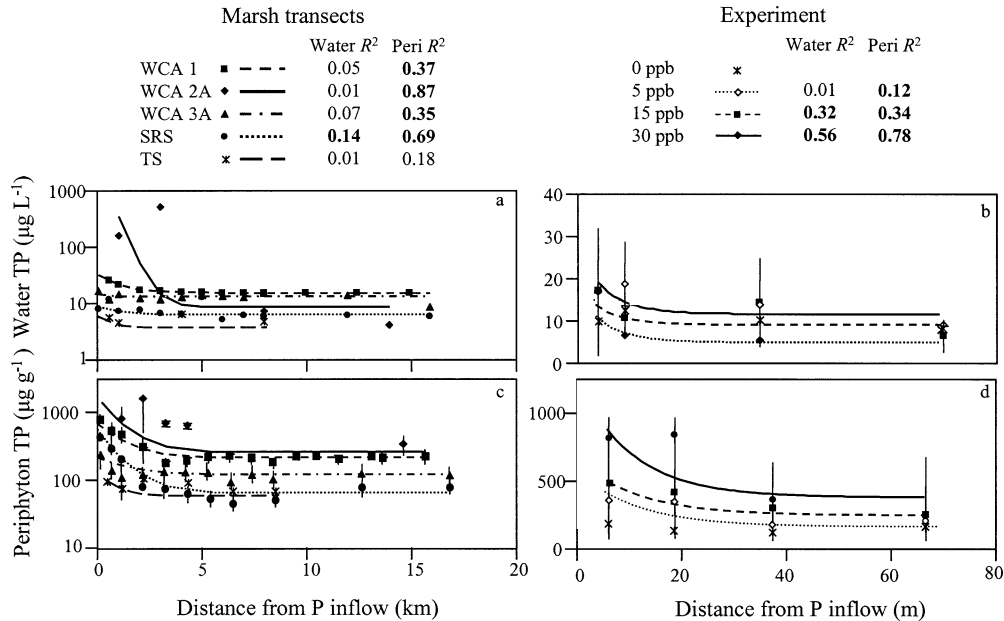 Marsh transects
Water R² Peri R²
WCA 1 0.05 0.37
WCA 2A 0.01 0.87
WCA 3A 0.07 0.35
SRS 0.14 0.69
TS 0.01 0.18
Experiment
Water R² Peri R²
0 ppb
5 ppb 0.01 0.12
15 ppb 0.32 0.34
30 ppb 0.56 0.78
Water TP (µg L⁻¹)
1000
100
10
1
a
40
30
20
10
0
b
Periphyton TP (µg g⁻¹)
1000
100
10
c
0 5 10 15 20
Distance from P inflow (km)
1000
500
0
d
0 20 40 60 80
Distance from P inflow (m)